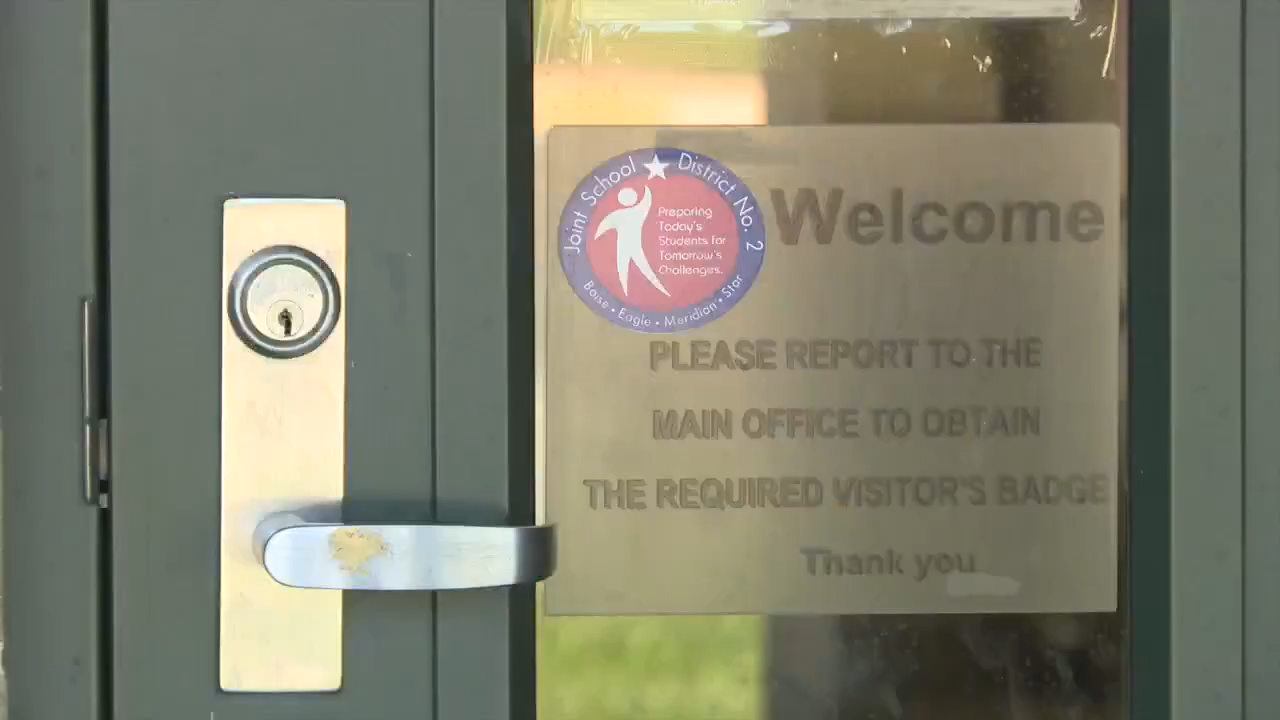 Joint School ★ District No. 2
Preparing
Today's
Students for
Tomorrow's
Challenges.
Boise • Eagle • Meridian • Star
Welcome
PLEASE REPORT TO THE
MAIN OFFICE TO OBTAIN
THE REQUIRED VISITOR'S BADGE
Thank you